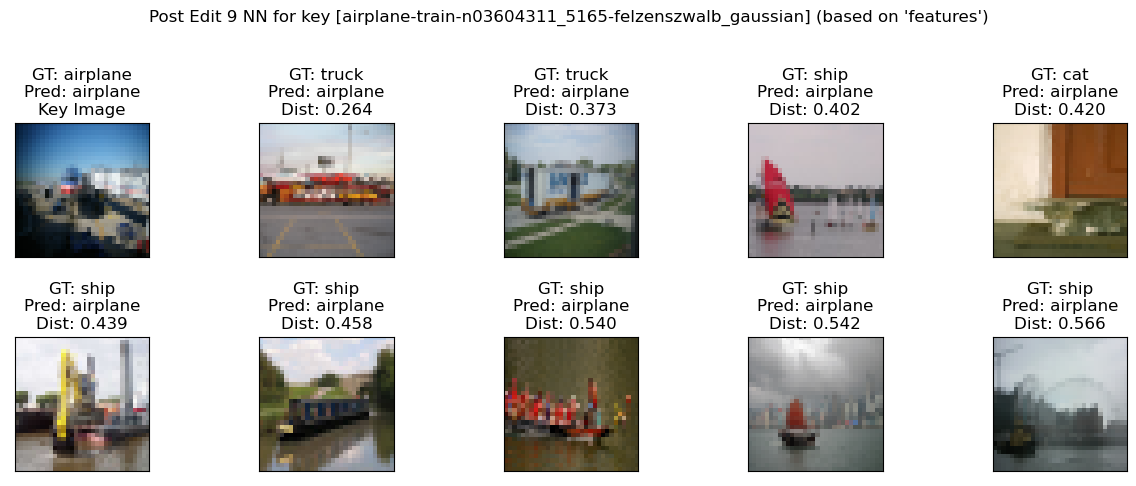 Post Edit 9 NN for key [airplane-train-n03604311_5165-felzenszwalb_gaussian] (based on 'features')
GT: airplane
Pred: airplane
Key Image
GT: truck
Pred: airplane
Dist: 0.264
GT: truck
Pred: airplane
Dist: 0.373
GT: ship
Pred: airplane
Dist: 0.402
GT: cat
Pred: airplane
Dist: 0.420
GT: ship
Pred: airplane
Dist: 0.439
GT: ship
Pred: airplane
Dist: 0.458
GT: ship
Pred: airplane
Dist: 0.540
GT: ship
Pred: airplane
Dist: 0.542
GT: ship
Pred: airplane
Dist: 0.566